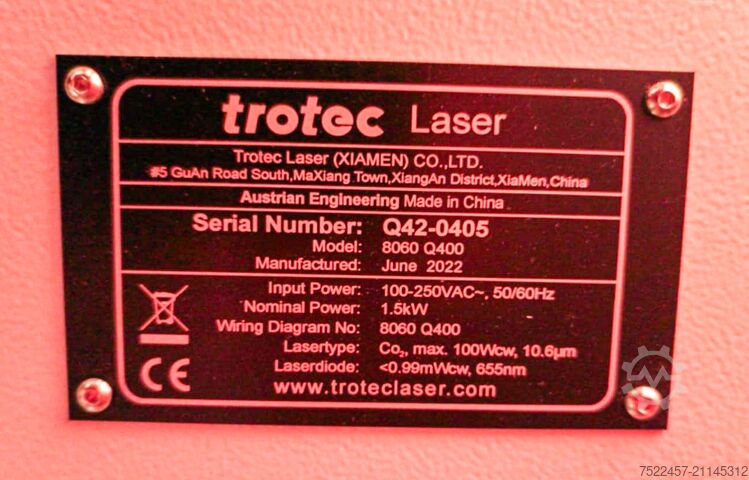 trotec Laser
Trotec Laser (XIAMEN) CO.,LTD.
#5 GuAn Road South,MaXiang Town,XiangAn District,XiaMen,China
Austrian Engineering Made in China
Serial Number: Q42-0405
Model: 8060 Q400
Manufactured: June 2022
Input Power: 100-250VAC~, 50/60Hz
Nominal Power: 1.5kW
Wiring Diagram No: 8060 Q400
Lasertype: Co₂, max. 100Wcw, 10.6µm
Laserdiode: <0.99mWcw, 655nm
CE
www.troteclaser.com
7522457-21145312